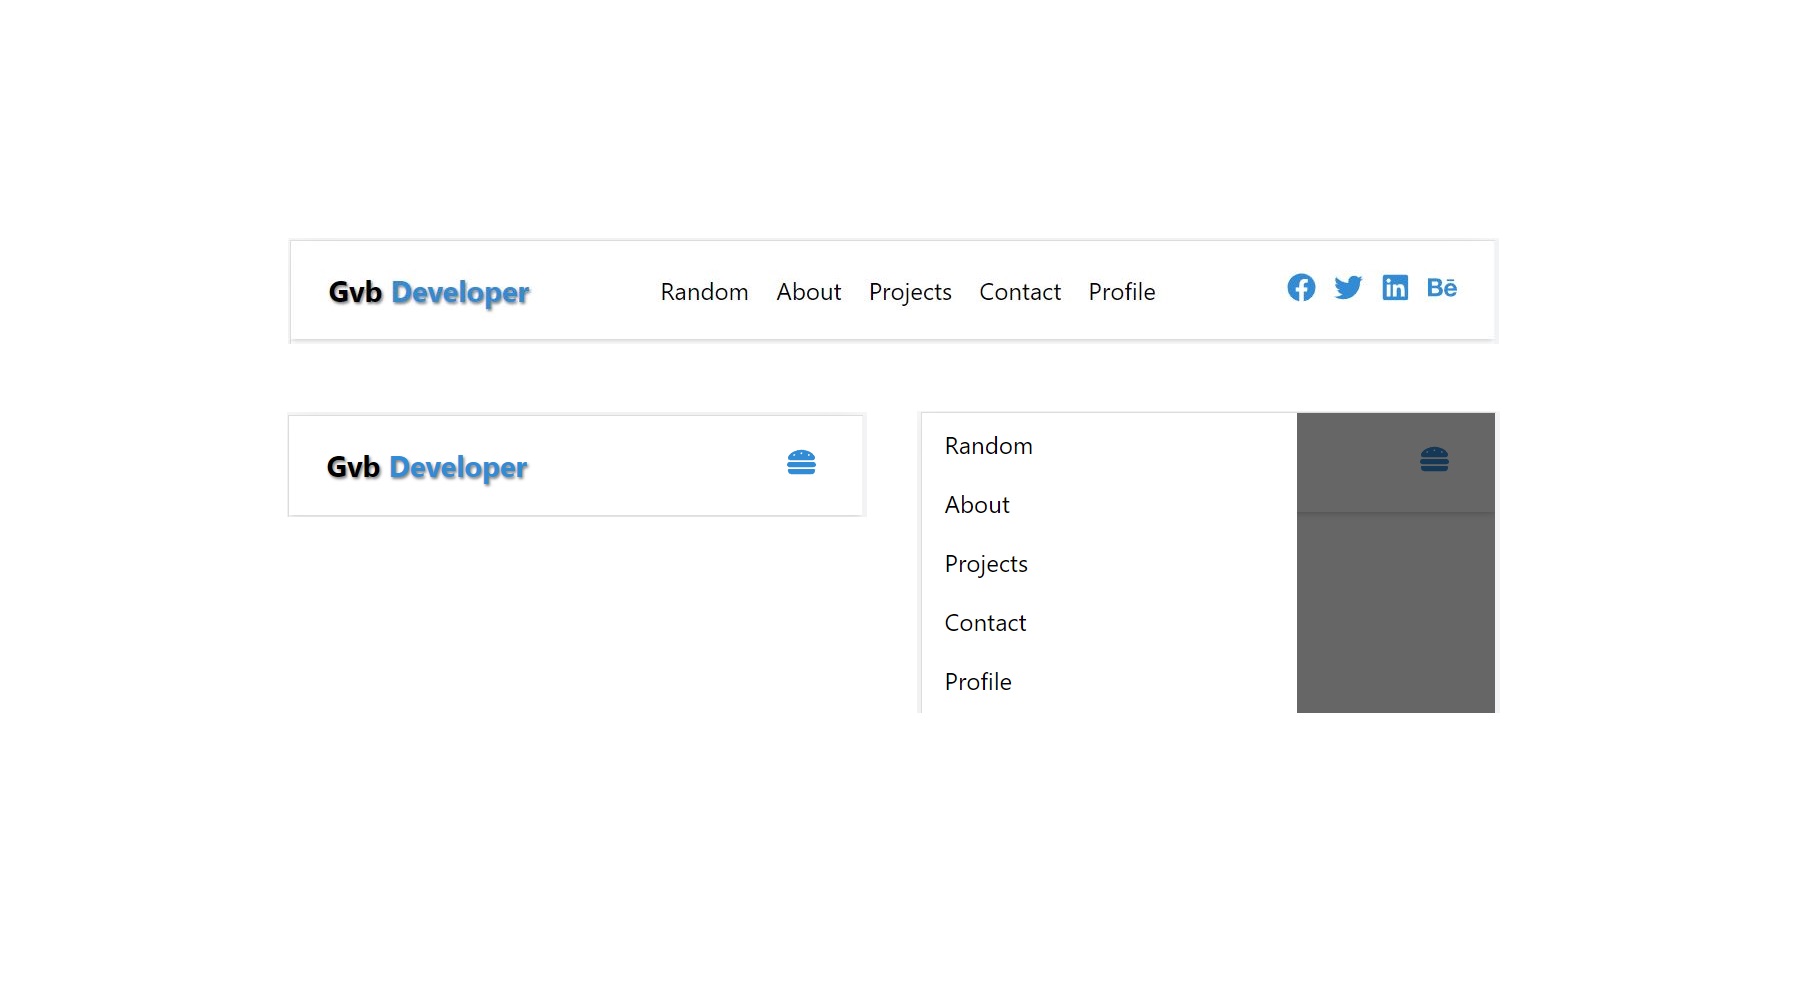 Gvb Developer Random About Projects Contact Profile Bē
Gvb Developer
Random
About
Projects
Contact
Profile